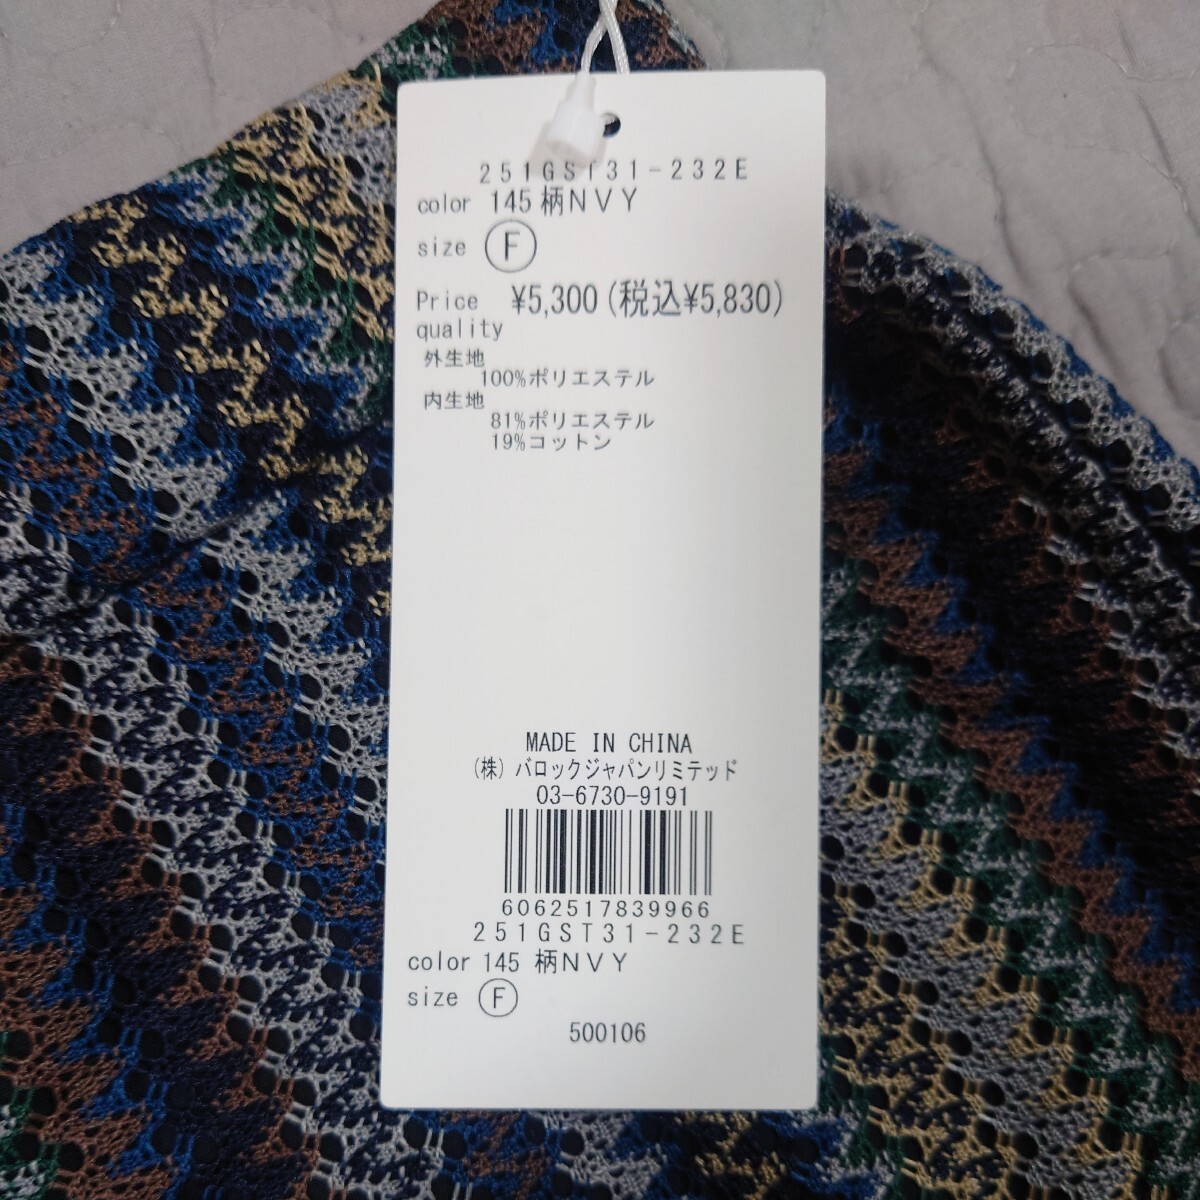 251GST31-232E
color 145 柄NVY
size Ⓕ
Price ¥5,300(税込¥5,830)
quality
外生地
100%ポリエステル
内生地
81%ポリエステル
19%コットン
MADE IN CHINA
(株)バロックジャパンリミテッド
03-6730-9191
6062517839966
251GST31-232E
color 145 柄NVY
size Ⓕ
500106